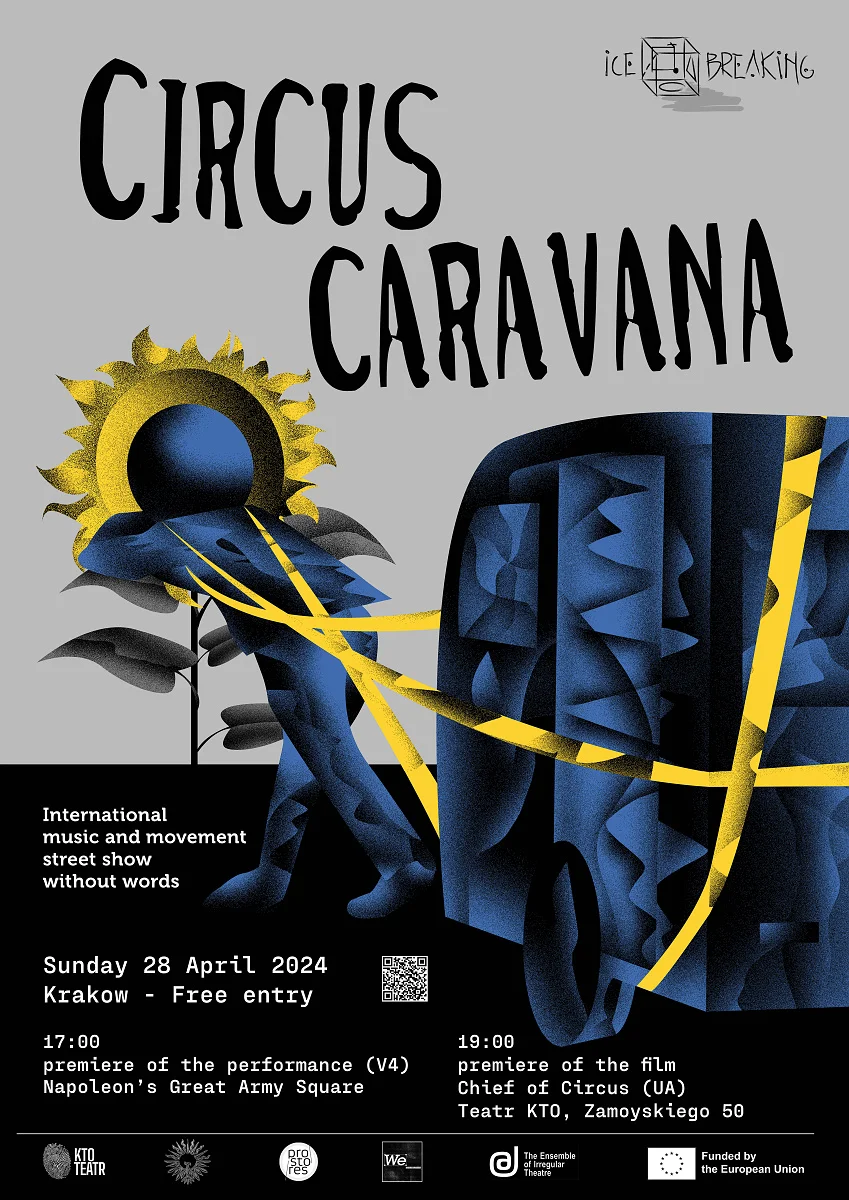 ICE BREAKING
CIRCUS
CARAVANA
International
music and movement
street show
without words
Sunday 28 April 2024
Krakow - Free entry
17:00
premiere of the performance (V4)
Napoleon's Great Army Square
19:00
premiere of the film
Chief of Circus (UA)
Teatr KTO, Zamoyskiego 50
KTO
TEATR
pro
sto
res
We
The Ensemble
of Irregular
Theatre
Funded by
the European Union